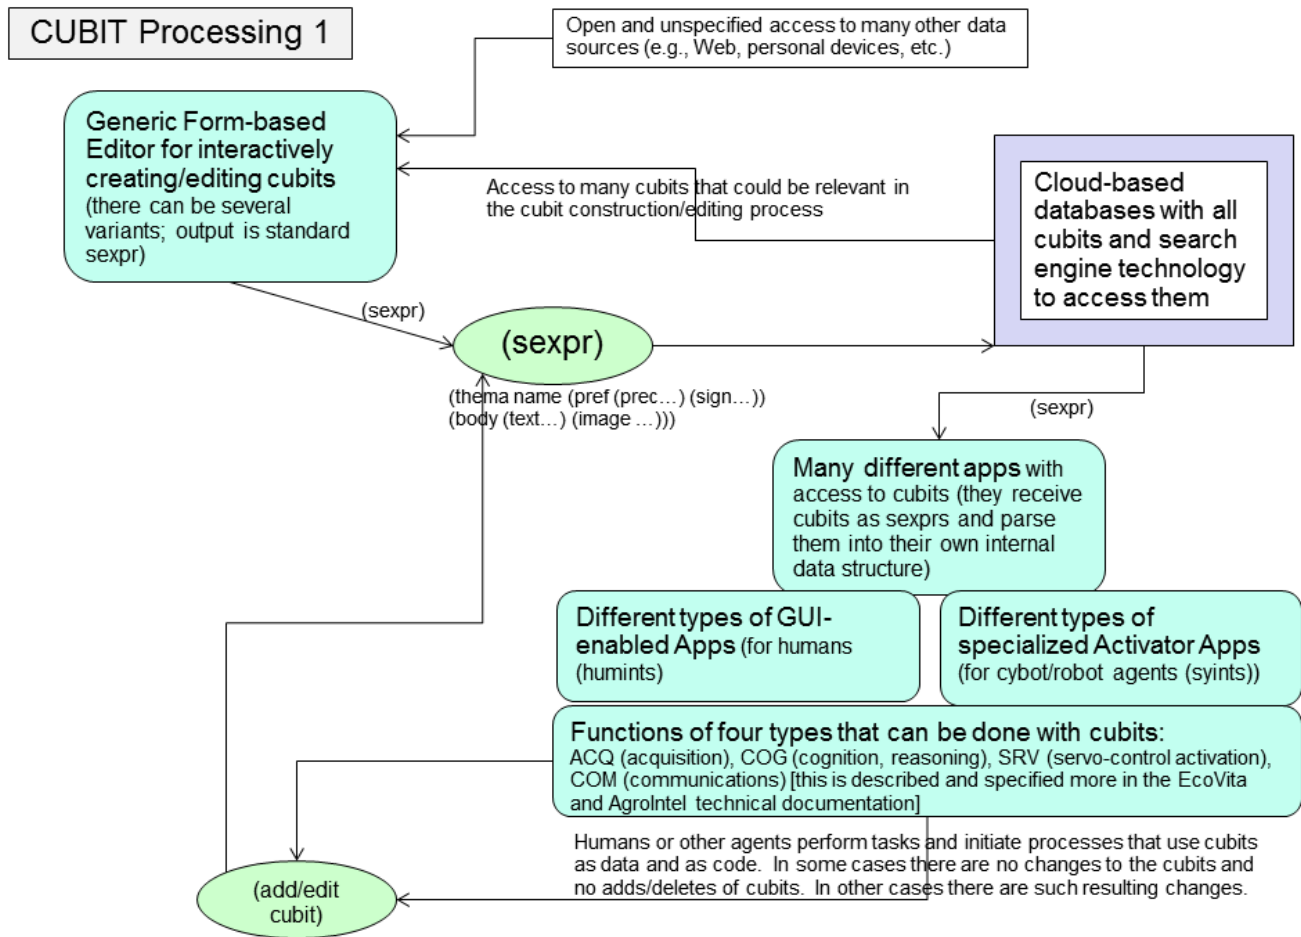 CUBIT Processing 1
Open and unspecified access to many other data
sources (e.g., Web, personal devices, etc.)
Generic Form-based
Editor for interactively
creating/editing cubits
(there can be several
variants; output is standard
sexpr)
Access to many cubits that could be relevant in
the cubit construction/editing process
Cloud-based
databases with all
cubits and search
engine technology
to access them
(sexpr)
(sexpr)
(thema name (pref (prec…) (sign…))
(body (text…) (image …)))
(sexpr)
Many different apps with
access to cubits (they receive
cubits as sexprs and parse
them into their own internal
data structure)
Different types of GUI-
enabled Apps (for humans
(humints)
Different types of
specialized Activator Apps
(for cybot/robot agents (syints))
Functions of four types that can be done with cubits:
ACQ (acquisition), COG (cognition, reasoning), SRV (servo-control activation),
COM (communications) [this is described and specified more in the EcoVita
and AgroIntel technical documentation]
Humans or other agents perform tasks and initiate processes that use cubits
as data and as code. In some cases there are no changes to the cubits and
no adds/deletes of cubits. In other cases there are such resulting changes.
(add/edit
cubit)